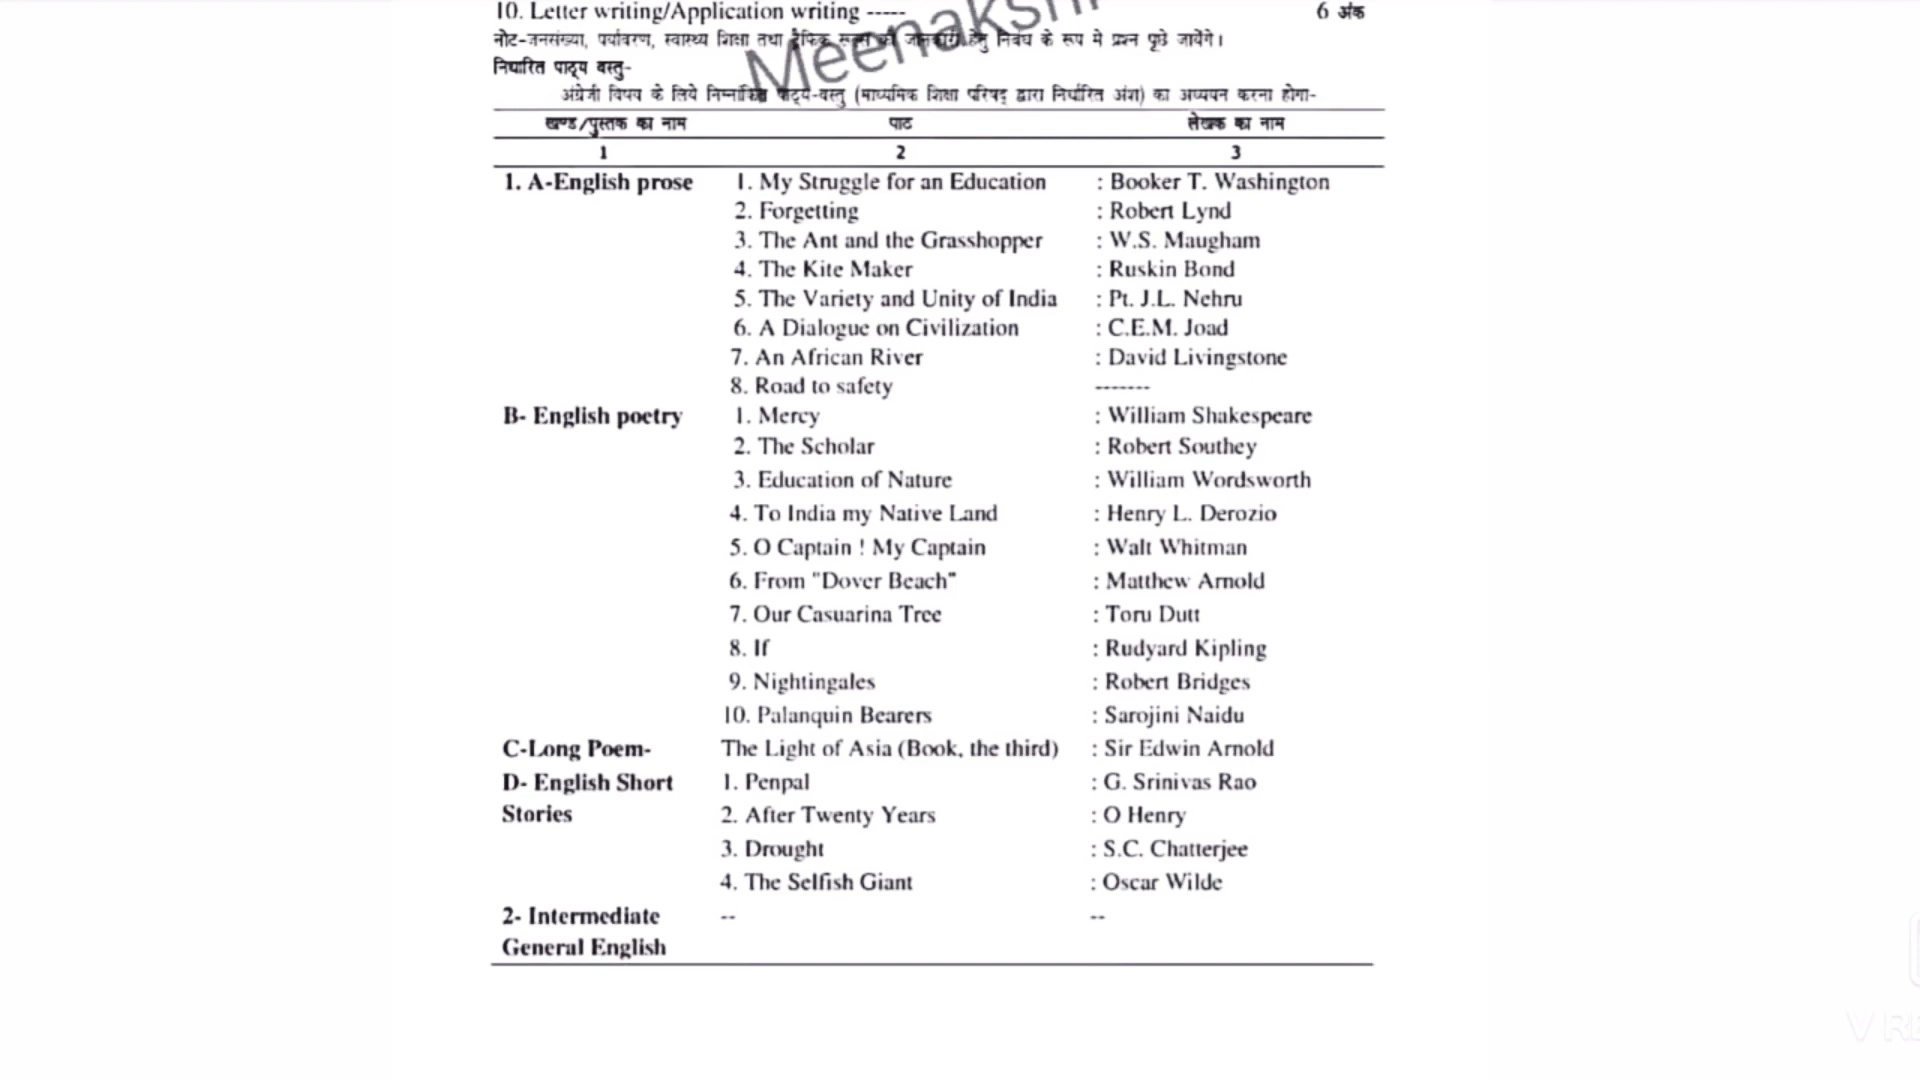 10. Letter writing/Application writing ----- 6 अंक
Meenakshi
नोट-जनसंख्या, पर्यावरण, स्वास्थ्य शिक्षा तथा ट्रैफिक रूल्स की जानकारी हेतु निबंध के रूप मे प्रश्न पूछे जायेंगे।
निर्धारित पाठ्य वस्तु-
अंग्रेजी विषय के लिये निम्नांकित पाठ्य-वस्तु (माध्यमिक शिक्षा परिषद् द्वारा निर्धारित अंश) का अध्ययन करना होगा-
खण्ड/पुस्तक का नाम पाठ लेखक का नाम
1 2 3
1. A-English prose 1. My Struggle for an Education : Booker T. Washington
2. Forgetting : Robert Lynd
3. The Ant and the Grasshopper : W.S. Maugham
4. The Kite Maker : Ruskin Bond
5. The Variety and Unity of India : Pt. J.L. Nehru
6. A Dialogue on Civilization : C.E.M. Joad
7. An African River : David Livingstone
8. Road to safety -------
B- English poetry 1. Mercy : William Shakespeare
2. The Scholar : Robert Southey
3. Education of Nature : William Wordsworth
4. To India my Native Land : Henry L. Derozio
5. O Captain ! My Captain : Walt Whitman
6. From "Dover Beach" : Matthew Arnold
7. Our Casuarina Tree : Toru Dutt
8. If : Rudyard Kipling
9. Nightingales : Robert Bridges
10. Palanquin Bearers : Sarojini Naidu
C-Long Poem- The Light of Asia (Book, the third) : Sir Edwin Arnold
D- English Short 1. Penpal : G. Srinivas Rao
Stories 2. After Twenty Years : O Henry
3. Drought : S.C. Chatterjee
4. The Selfish Giant : Oscar Wilde
2- Intermediate -- --
General English